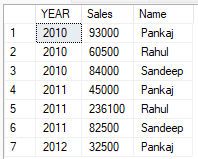 YEAR Sales Name
1 2010 93000 Pankaj
2 2010 60500 Rahul
3 2010 84000 Sandeep
4 2011 45000 Pankaj
5 2011 236100 Rahul
6 2011 82500 Sandeep
7 2012 32500 Pankaj